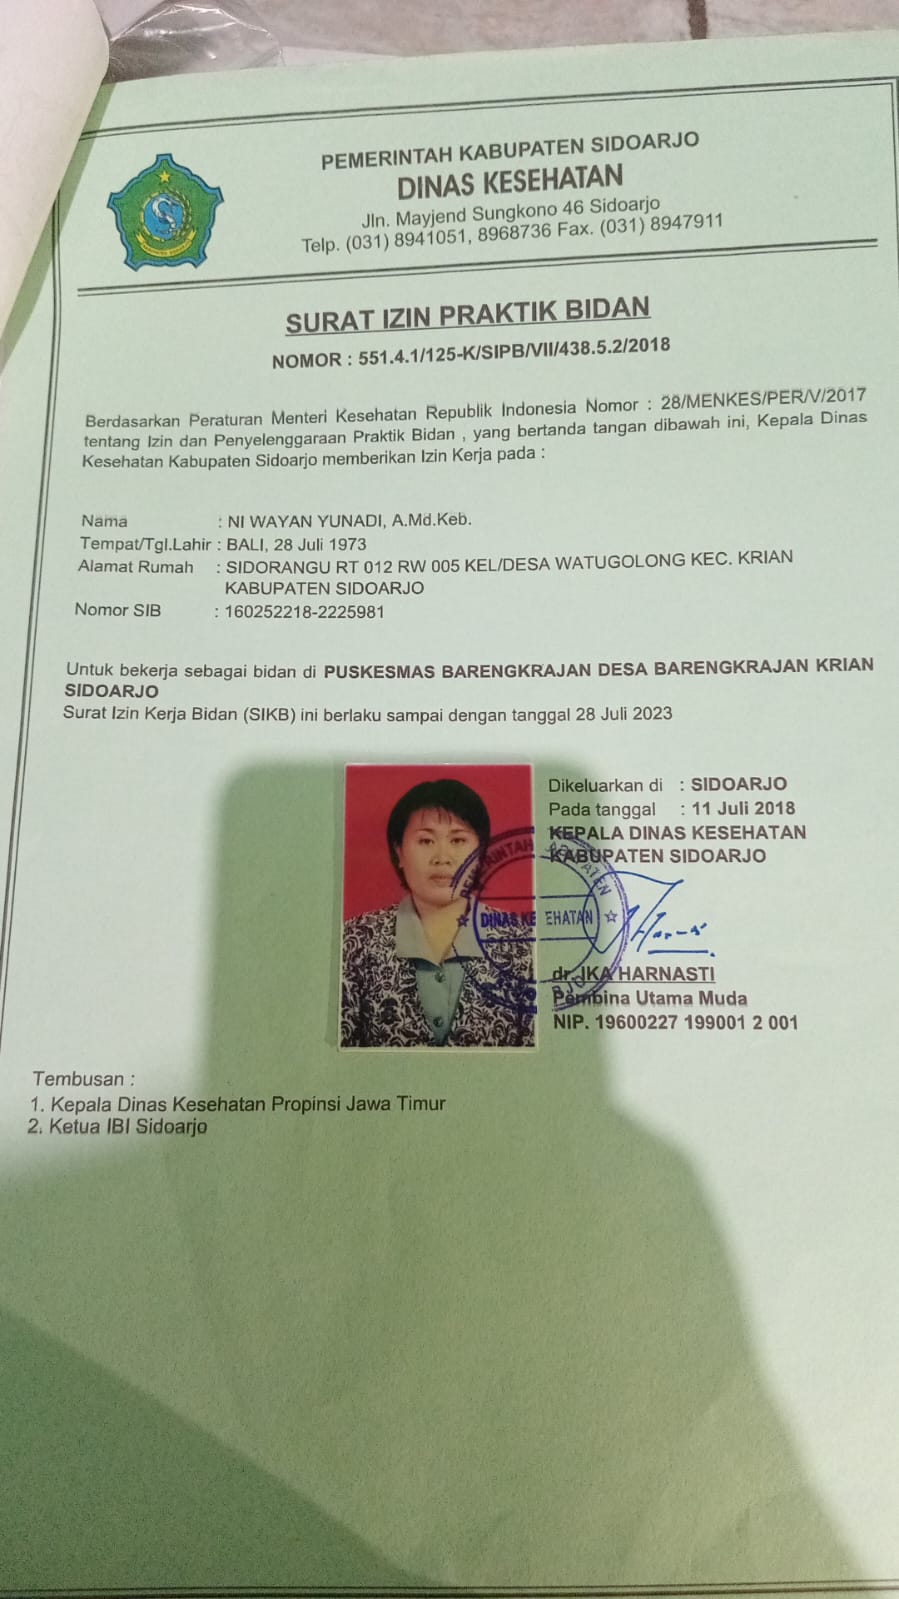 PEMERINTAH KABUPATEN SIDOARJO
DINAS KESEHATAN
Jln. Mayjend Sungkono 46 Sidoarjo
Telp. (031) 8941051, 8968736 Fax. (031) 8947911
SURAT IZIN PRAKTIK BIDAN
NOMOR : 551.4.1/125-K/SIPB/VII/438.5.2/2018
Berdasarkan Peraturan Menteri Kesehatan Republik Indonesia Nomor : 28/MENKES/PER/V/2017
tentang Izin dan Penyelenggaraan Praktik Bidan , yang bertanda tangan dibawah ini, Kepala Dinas
Kesehatan Kabupaten Sidoarjo memberikan Izin Kerja pada :
Nama : NI WAYAN YUNADI, A.Md.Keb.
Tempat/Tgl.Lahir : BALI, 28 Juli 1973
Alamat Rumah : SIDORANGU RT 012 RW 005 KEL/DESA WATUGOLONG KEC. KRIAN
KABUPATEN SIDOARJO
Nomor SIB : 160252218-2225981
Untuk bekerja sebagai bidan di PUSKESMAS BARENGKRAJAN DESA BARENGKRAJAN KRIAN
SIDOARJO
Surat Izin Kerja Bidan (SIKB) ini berlaku sampai dengan tanggal 28 Juli 2023
Dikeluarkan di : SIDOARJO
Pada tanggal : 11 Juli 2018
KEPALA DINAS KESEHATAN
KABUPATEN SIDOARJO
DINAS KESEHATAN
dr. IKA HARNASTI
Pembina Utama Muda
NIP. 19600227 199001 2 001
Tembusan :
1. Kepala Dinas Kesehatan Propinsi Jawa Timur
2. Ketua IBI Sidoarjo